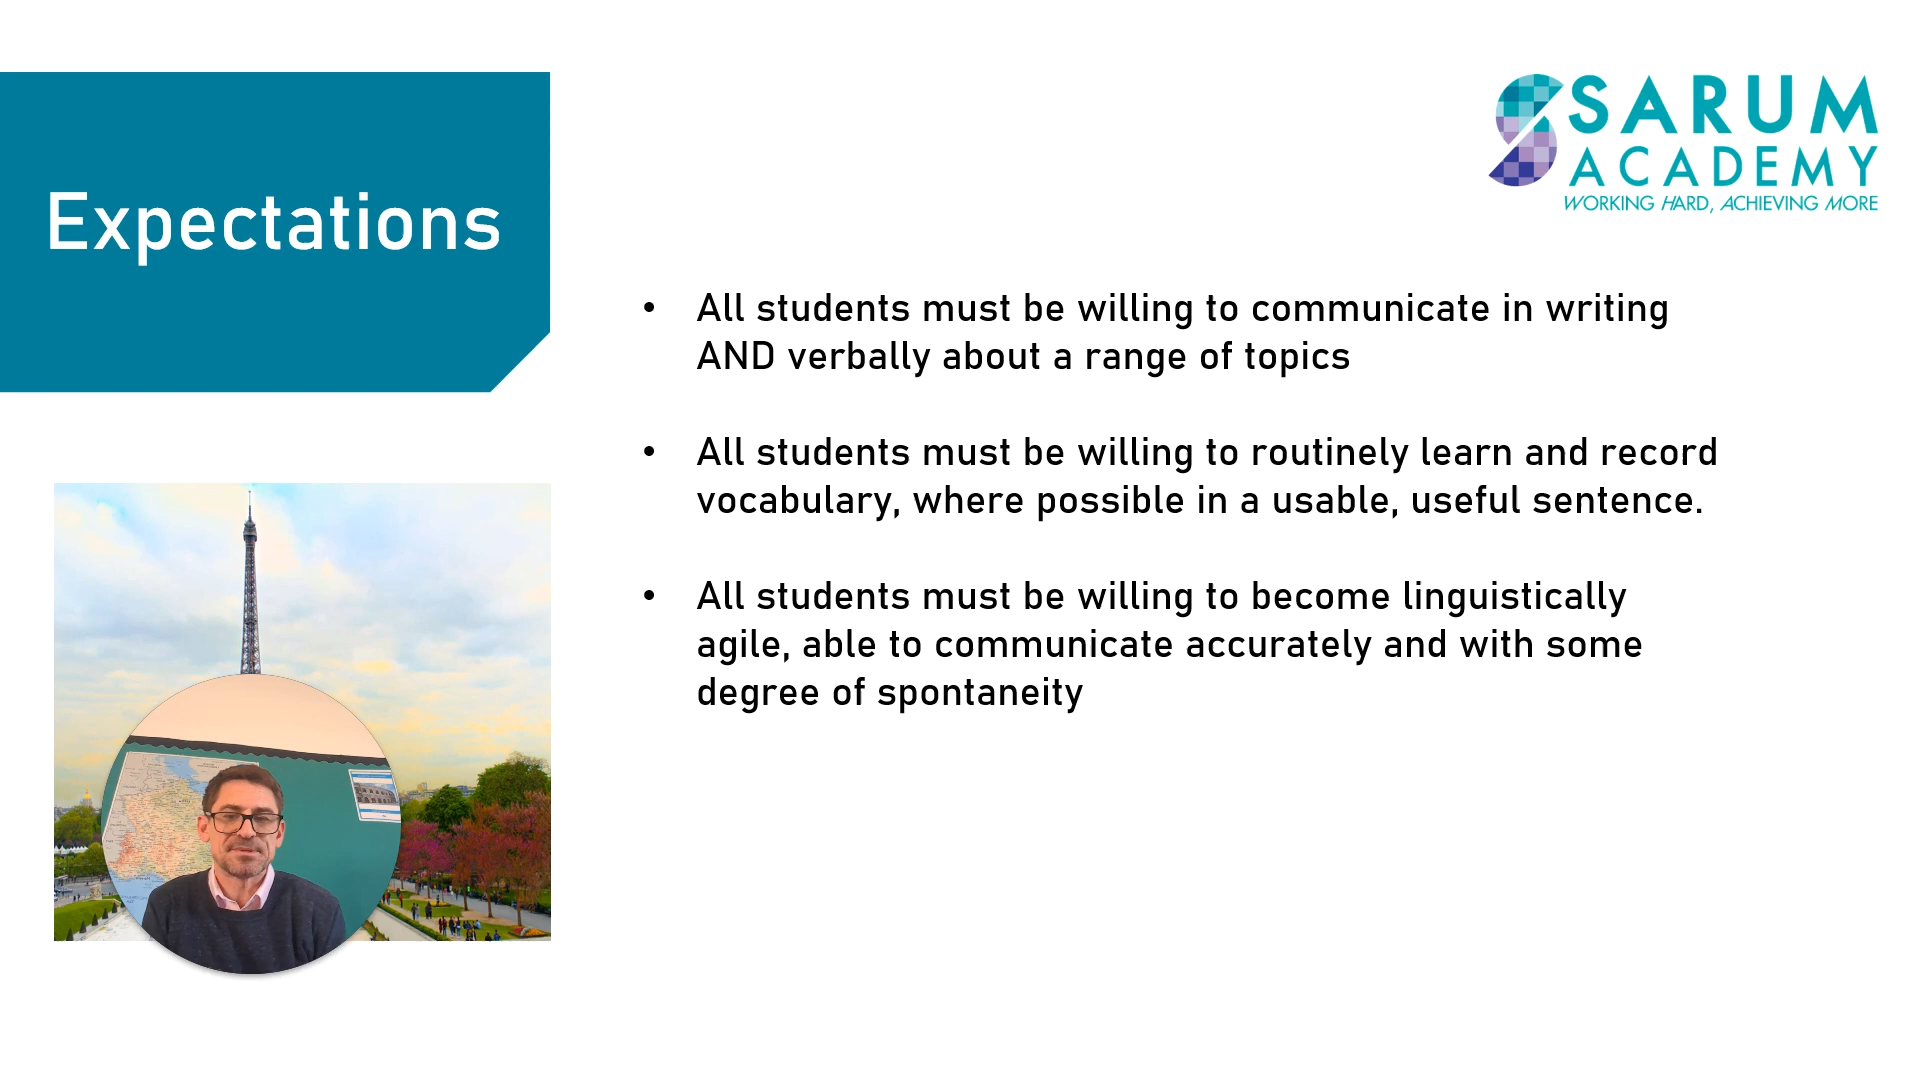 Expectations
SARUM
ACADEMY
WORKING HARD, ACHIEVING MORE
• All students must be willing to communicate in writing
AND verbally about a range of topics
• All students must be willing to routinely learn and record
vocabulary, where possible in a usable, useful sentence.
• All students must be willing to become linguistically
agile, able to communicate accurately and with some
degree of spontaneity